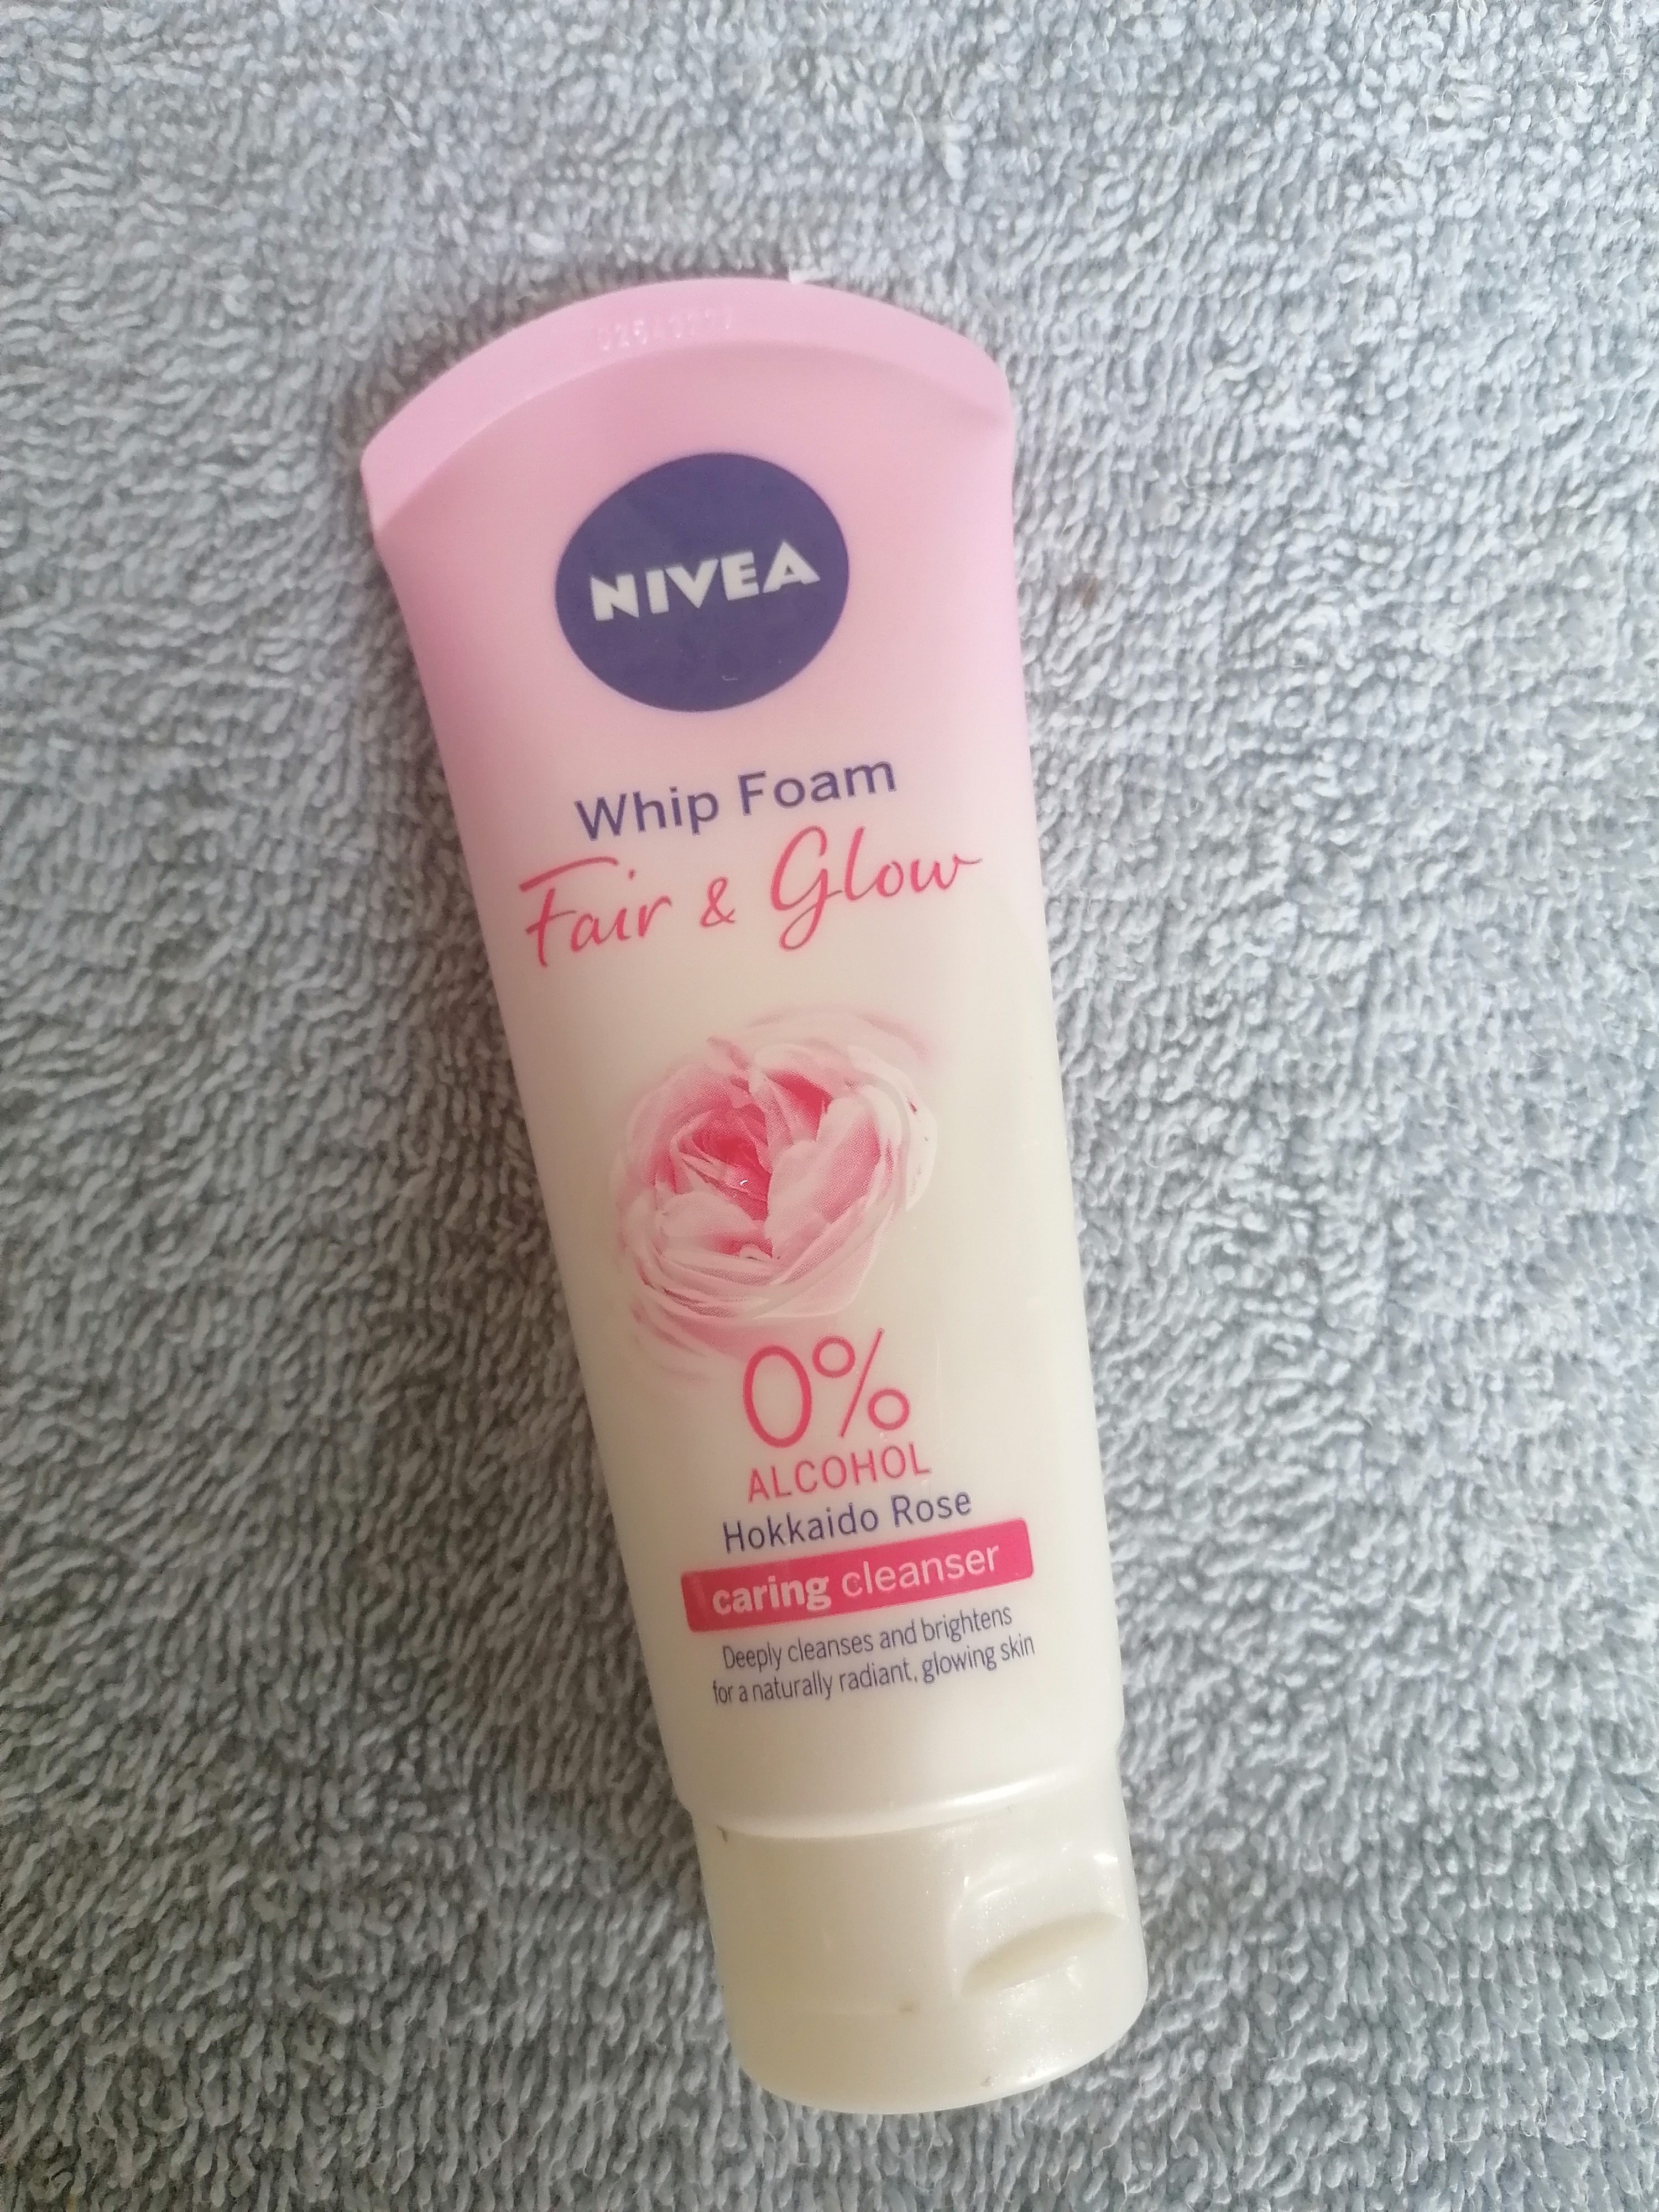 NIVEA
Whip Foam
Fair & Glow
0%
ALCOHOL
Hokkaido Rose
caring cleanser
Deeply cleanses and brightens
for a naturally radiant, glowing skin